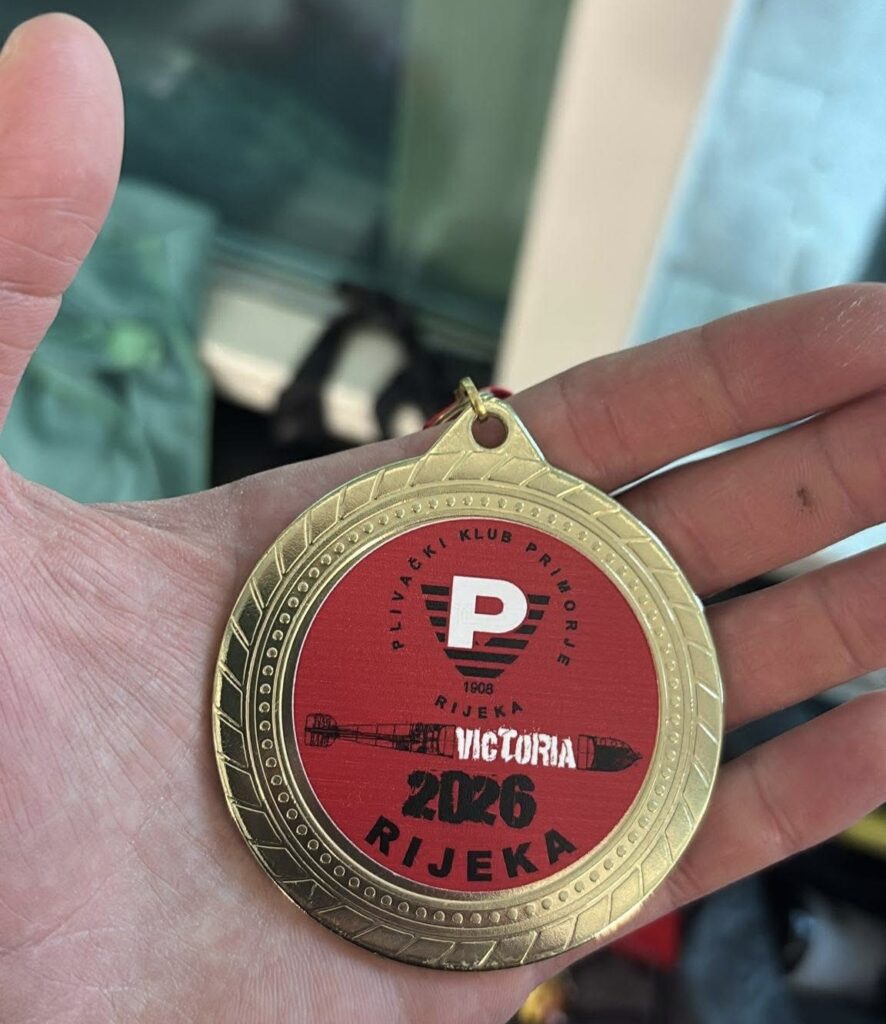 PLIVAČKI KLUB PRIMORJE
P
1908
RIJEKA
VICTORIA
2026
RIJEKA